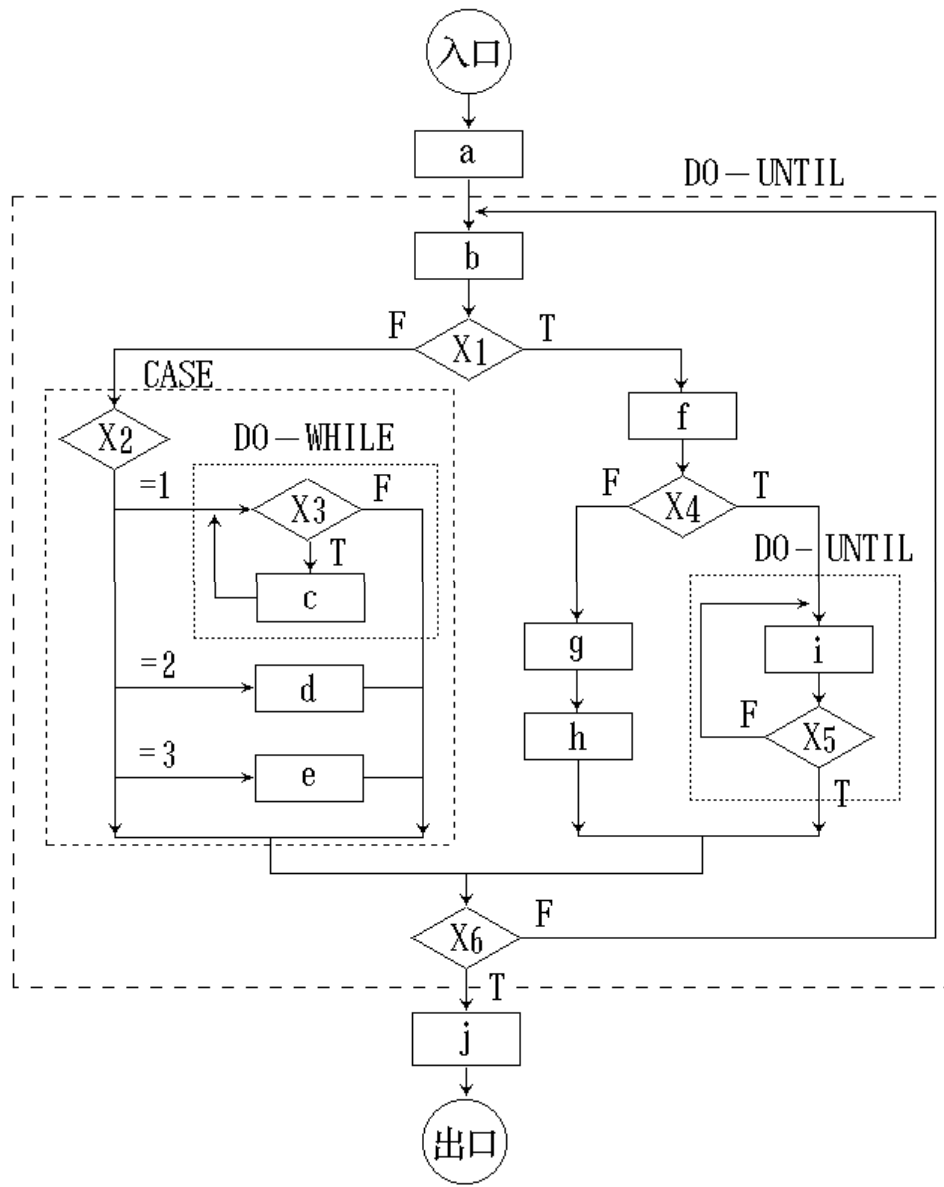 入口
a
DO-UNTIL
b
F
T
X1
CASE
f
X2
DO-WHILE
=1
X3
F
F
X4
T
T
DO-UNTIL
c
g
i
=2
d
F
h
X5
=3
e
T
X6
F
T
j
出口